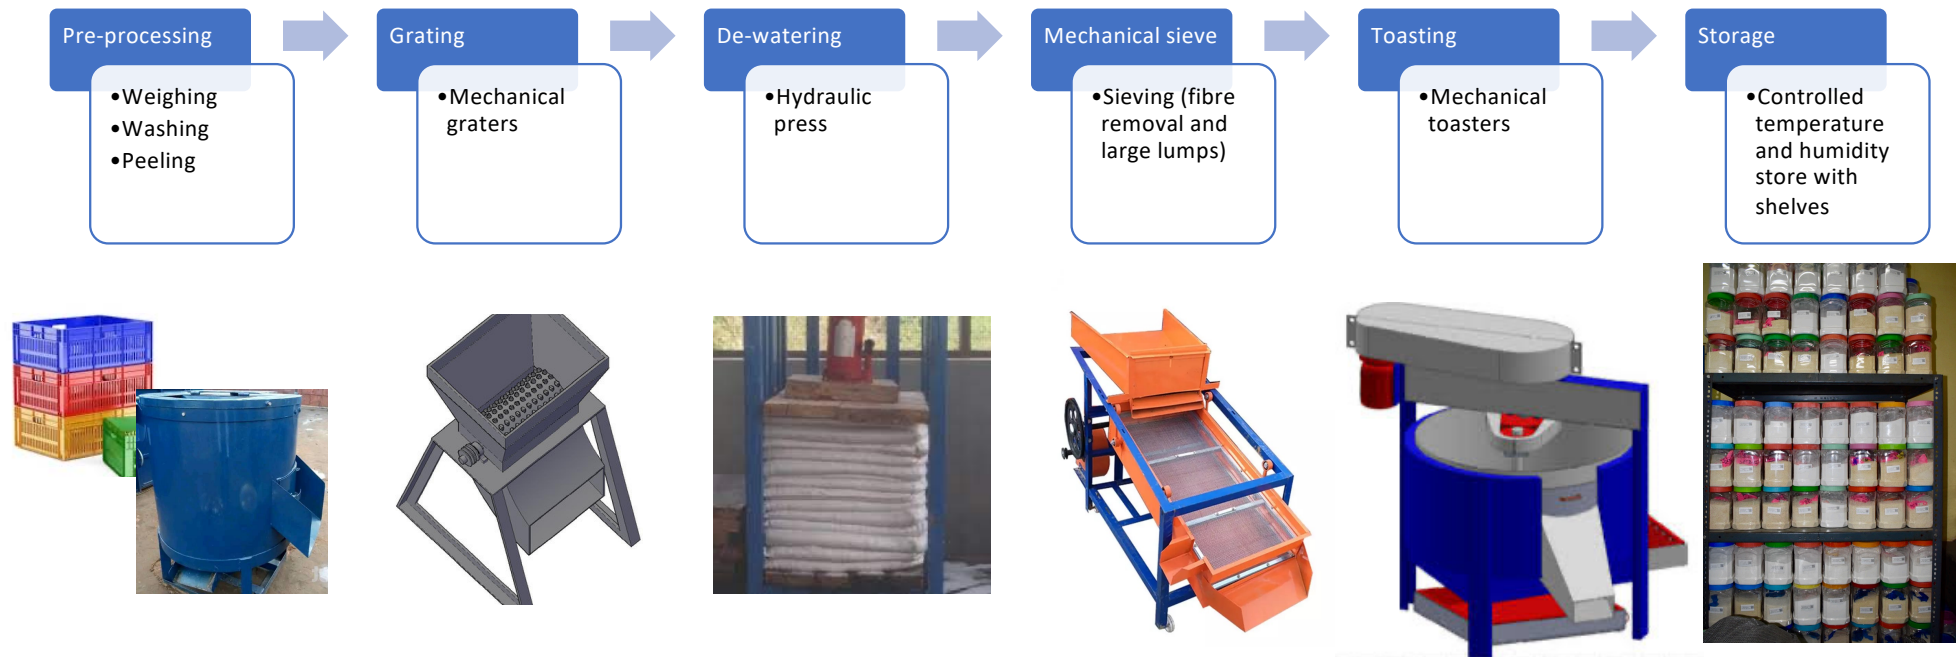 Pre-processing
•Weighing
•Washing
•Peeling
Grating
•Mechanical
graters
De-watering
•Hydraulic
press
Mechanical sieve
•Sieving (fibre
removal and
large lumps)
Toasting
•Mechanical
toasters
Storage
•Controlled
temperature
and humidity
store with
shelves